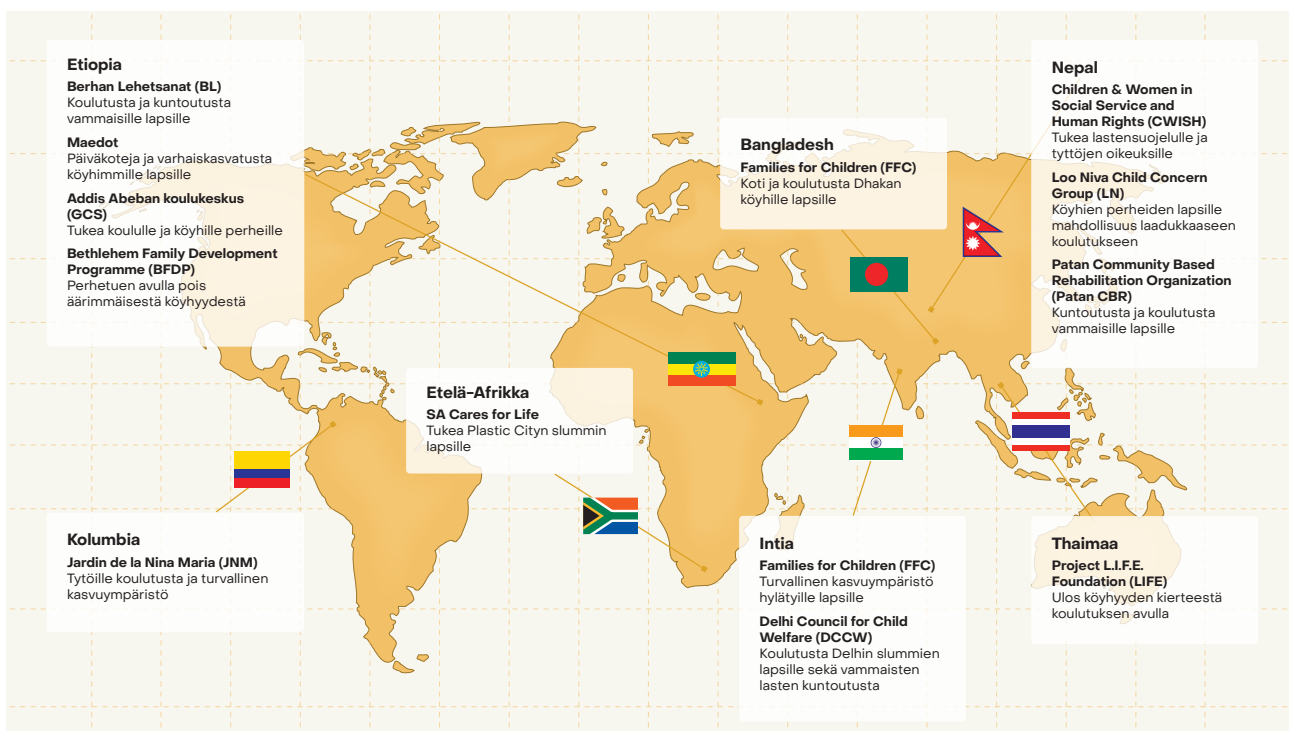 Etiopia
Berhan Lehetsanat (BL)
Koulutusta ja kuntoutusta
vammaisille lapsille
Maedot
Päiväkoteja ja varhaiskasvatusta
köyhimmille lapsille
Addis Abeban koulukeskus
(GCS)
Tukea koululle ja köyhille perheille
Bethlehem Family Development
Programme (BFDP)
Perhetuen avulla pois
äärimmäisestä köyhyydestä
Bangladesh
Families for Children (FFC)
Koti ja koulutusta Dhakan
köyhille lapsille
Nepal
Children & Women in
Social Service and
Human Rights (CWISH)
Tukea lastensuojelulle ja
tyttöjen oikeuksille
Loo Niva Child Concern
Group (LN)
Köyhien perheiden lapsille
mahdollisuus laadukkaaseen
koulutukseen
Patan Community Based
Rehabilitation Organization
(Patan CBR)
Kuntoutusta ja koulutusta
vammaisille lapsille
Etelä-Afrikka
SA Cares for Life
Tukea Plastic Cityn slummin
lapsille
Kolumbia
Jardin de la Nina Maria (JNM)
Tytöille koulutusta ja turvallinen
kasvuympäristö
Intia
Families for Children (FFC)
Turvallinen kasvuympäristö
hylätyille lapsille
Delhi Council for Child
Welfare (DCCW)
Koulutusta Delhin slummien
lapsille sekä vammaisten
lasten kuntoutusta
Thaimaa
Project L.I.F.E.
Foundation (LIFE)
Ulos köyhyyden kierteestä
koulutuksen avulla